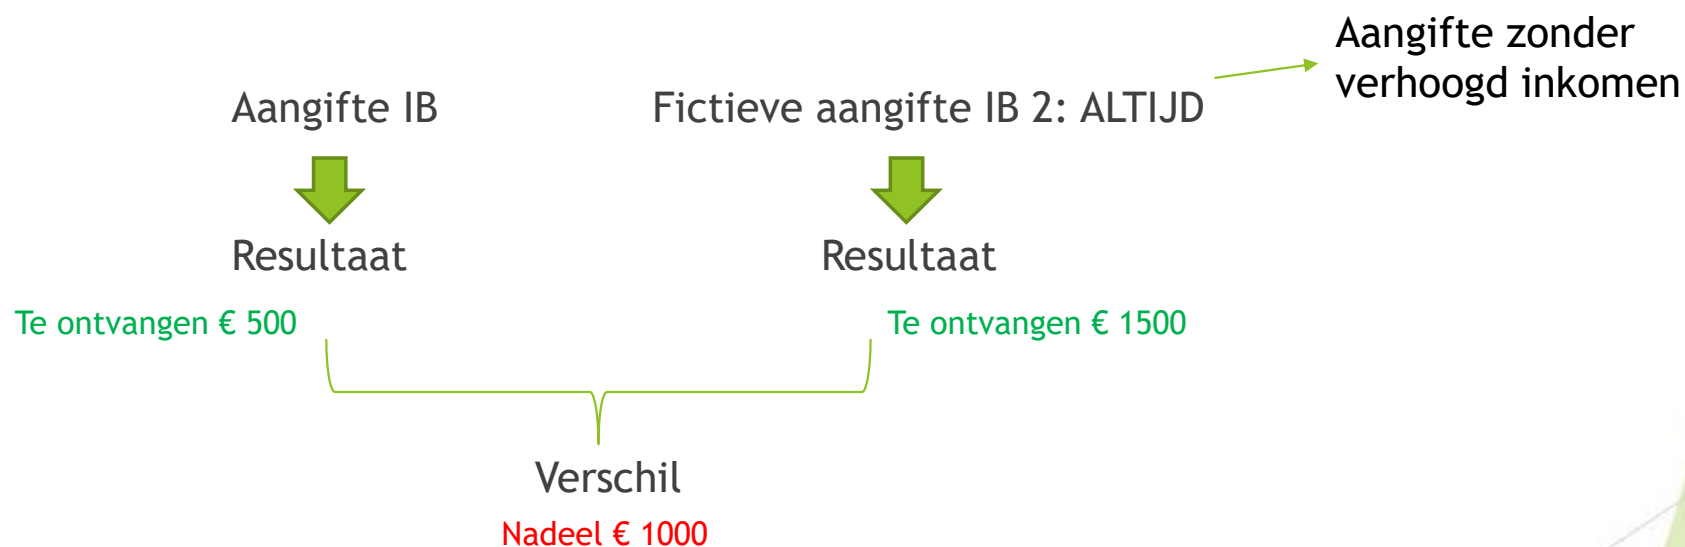 Aangifte zonder
verhoogd inkomen
Aangifte IB
Fictieve aangifte IB 2: ALTIJD
Resultaat
Resultaat
Te ontvangen € 500
Te ontvangen € 1500
Verschil
Nadeel € 1000